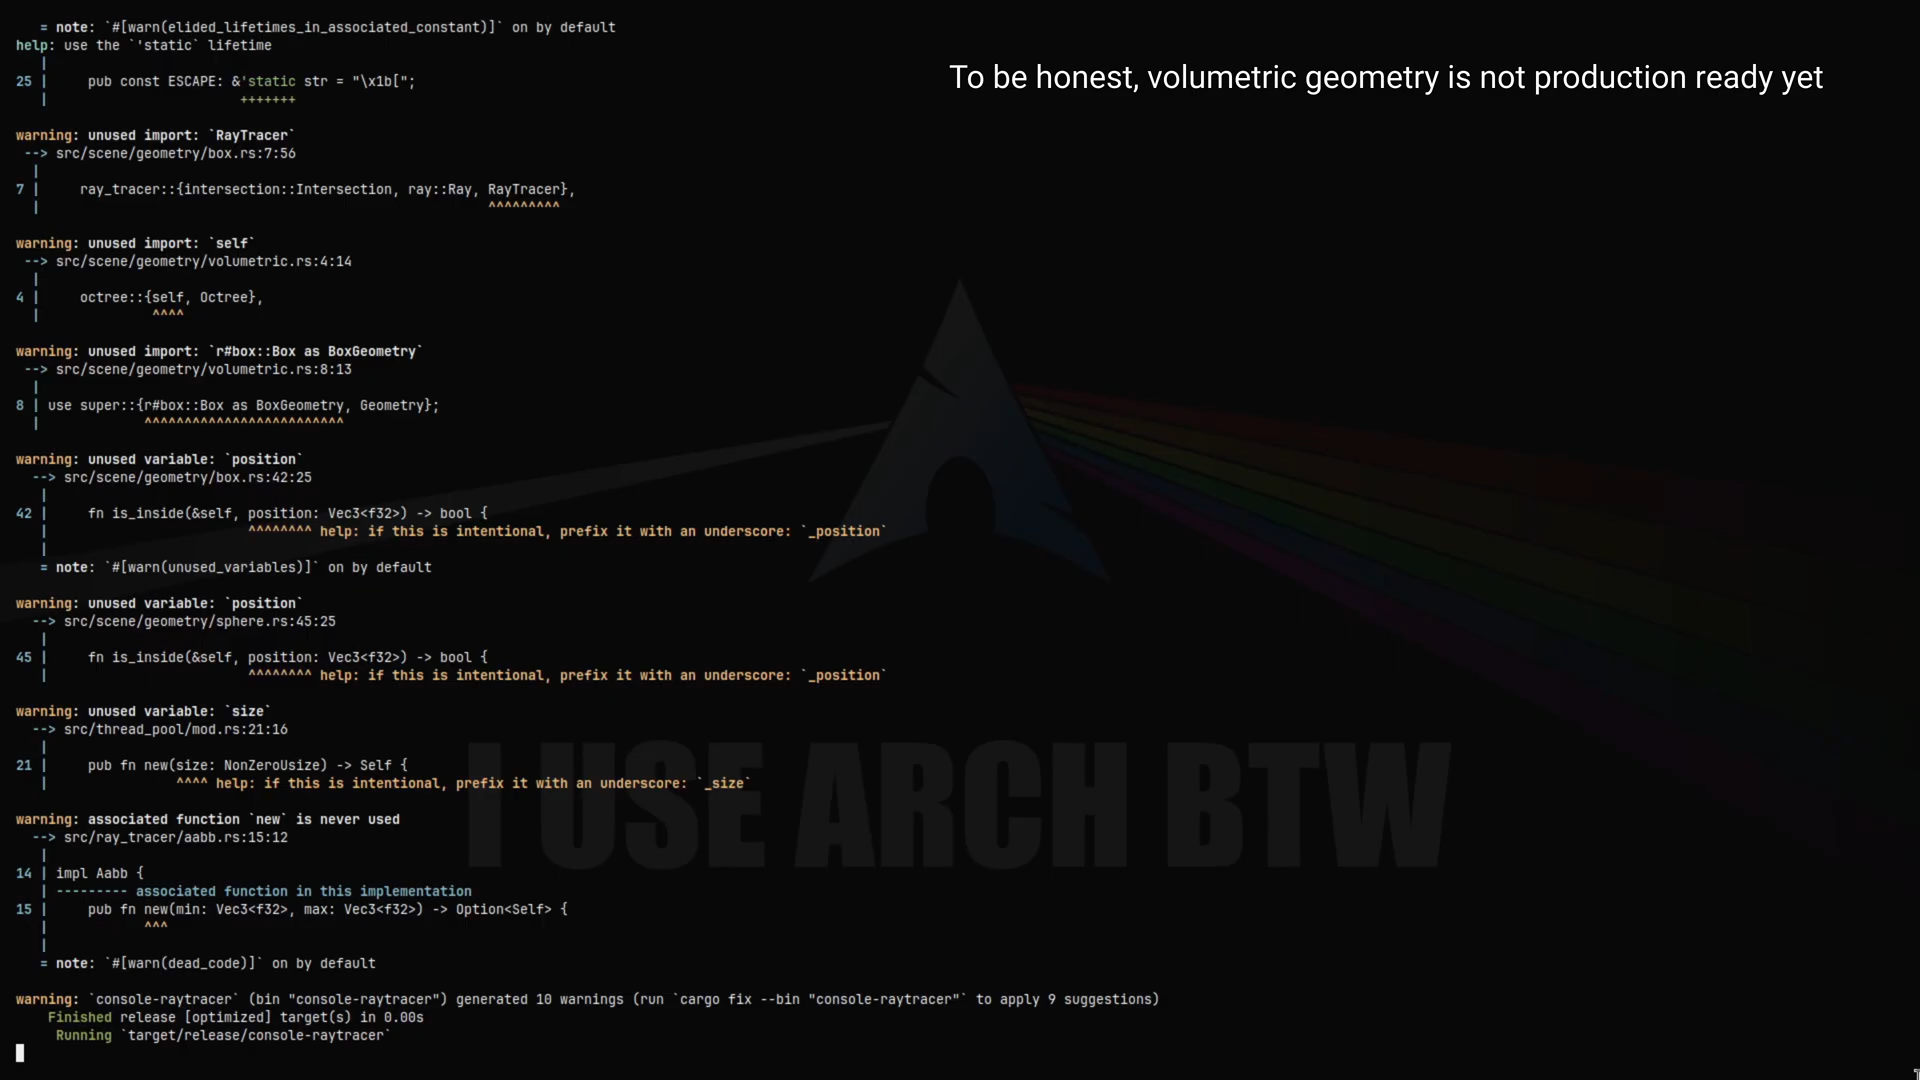 = note: `#[warn(elided_lifetimes_in_associated_constant)]` on by default
help: use the `'static` lifetime
|
25 |     pub const ESCAPE: &'static str = "\x1b[";
|                        +++++++
To be honest, volumetric geometry is not production ready yet
warning: unused import: `RayTracer`
--> src/scene/geometry/box.rs:7:56
|
7 |     ray_tracer::{intersection::Intersection, ray::Ray, RayTracer},
|                                                        ^^^^^^^^^
warning: unused import: `self`
--> src/scene/geometry/volumetric.rs:4:14
|
4 |     octree::{self, Octree},
|              ^^^^
warning: unused import: `r#box::Box as BoxGeometry`
--> src/scene/geometry/volumetric.rs:8:13
|
8 | use super::{r#box::Box as BoxGeometry, Geometry};
|             ^^^^^^^^^^^^^^^^^^^^^^^^^
warning: unused variable: `position`
--> src/scene/geometry/box.rs:42:25
|
42 |     fn is_inside(&self, position: Vec3<f32>) -> bool {
|                         ^^^^^^^^ help: if this is intentional, prefix it with an underscore: `_position`
|
= note: `#[warn(unused_variables)]` on by default
warning: unused variable: `position`
--> src/scene/geometry/sphere.rs:45:25
|
45 |     fn is_inside(&self, position: Vec3<f32>) -> bool {
|                         ^^^^^^^^ help: if this is intentional, prefix it with an underscore: `_position`
warning: unused variable: `size`
--> src/thread_pool/mod.rs:21:16
|
21 |     pub fn new(size: NonZeroUsize) -> Self {
|                ^^^^ help: if this is intentional, prefix it with an underscore: `_size`
I USE ARCH BTW
warning: associated function `new` is never used
--> src/ray_tracer/aabb.rs:15:12
|
14 | impl Aabb {
| --------- associated function in this implementation
15 |     pub fn new(min: Vec3<f32>, max: Vec3<f32>) -> Option<Self> {
|            ^^^
|
= note: `#[warn(dead_code)]` on by default
warning: `console-raytracer` (bin "console-raytracer") generated 10 warnings (run `cargo fix --bin "console-raytracer"` to apply 9 suggestions)
Finished release [optimized] target(s) in 0.00s
Running `target/release/console-raytracer`